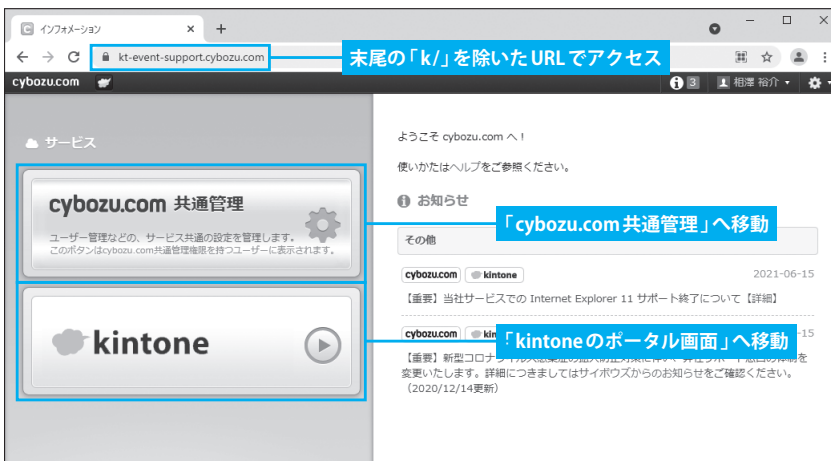 インフォメーション
kt-event-support.cybozu.com
末尾の「k/」を除いたURLでアクセス
cybozu.com
3
相澤 裕介
サービス
cybozu.com 共通管理
ユーザー管理などの、サービス共通の設定を管理します。
このボタンはcybozu.com共通管理権限を持つユーザーに表示されます。
kintone
ようこそ cybozu.com へ！
使いかたはヘルプをご参照ください。
お知らせ
「cybozu.com共通管理」へ移動
その他
cybozu.com kintone 2021-06-15
【重要】当社サービスでの Internet Explorer 11 サポート終了について【詳細】
cybozu.com
「kintoneのポータル画面」へ移動
-15
【重要】新型コロナ
変更いたします。詳細につきましてはサイボウズからのお知らせをご確認ください。
（2020/12/14更新）